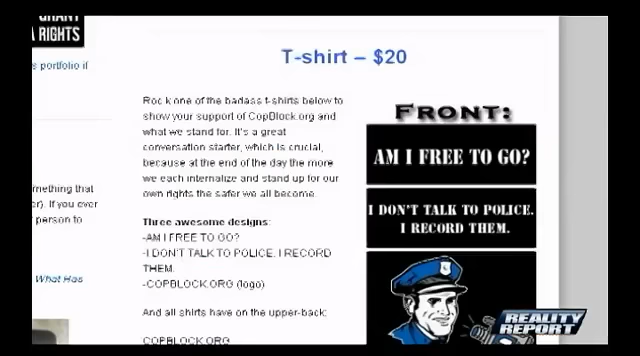 GRANT
A RIGHTS
s portfolio if
mething that
er). If you ever
person to
What Has
T-shirt – $20
Rock one of the badass t-shirts below to
show your support of CopBlock.org and
what we stand for. It's a great
conversation starter, which is crucial,
because at the end of the day the more
we each internalize and stand up for our
own rights the safer we all become.
Three awesome designs:
-AM I FREE TO GO?
-I DON'T TALK TO POLICE. I RECORD
THEM.
-COPBLOCK.ORG (logo)
And all shirts have on the upper-back:
COPBLOCK.ORG
FRONT:
AM I FREE TO GO?
I DON'T TALK TO POLICE.
I RECORD THEM.
REALITY
REPORT